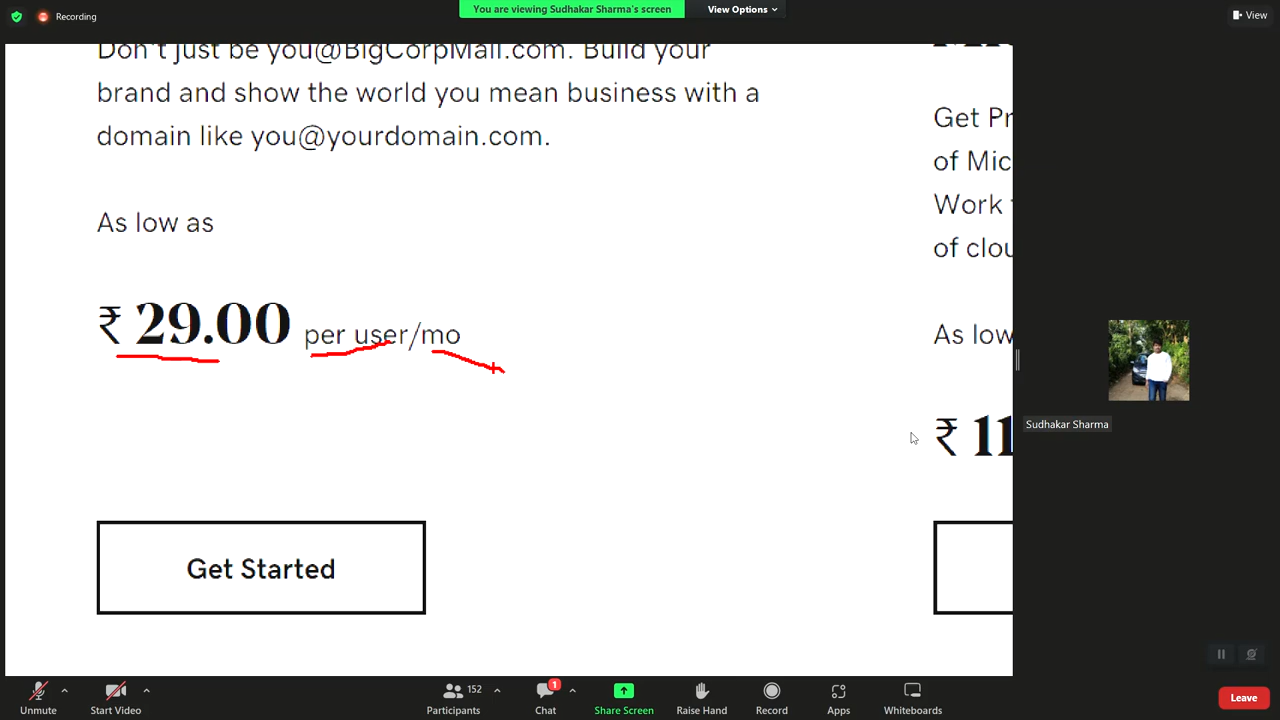 Recording
You are viewing Sudhakar Sharma's screen
View Options
View
Don't just be you@BigCorpMail.com. Build your
brand and show the world you mean business with a
domain like you@yourdomain.com.
As low as
₹ 29.00 per user/mo
Get Started
Get Pr
of Mic
Work
of clou
As low
₹ 11
Sudhakar Sharma
Unmute
Start Video
152
Participants
1
Chat
Share Screen
Raise Hand
Record
Apps
Whiteboards
Leave